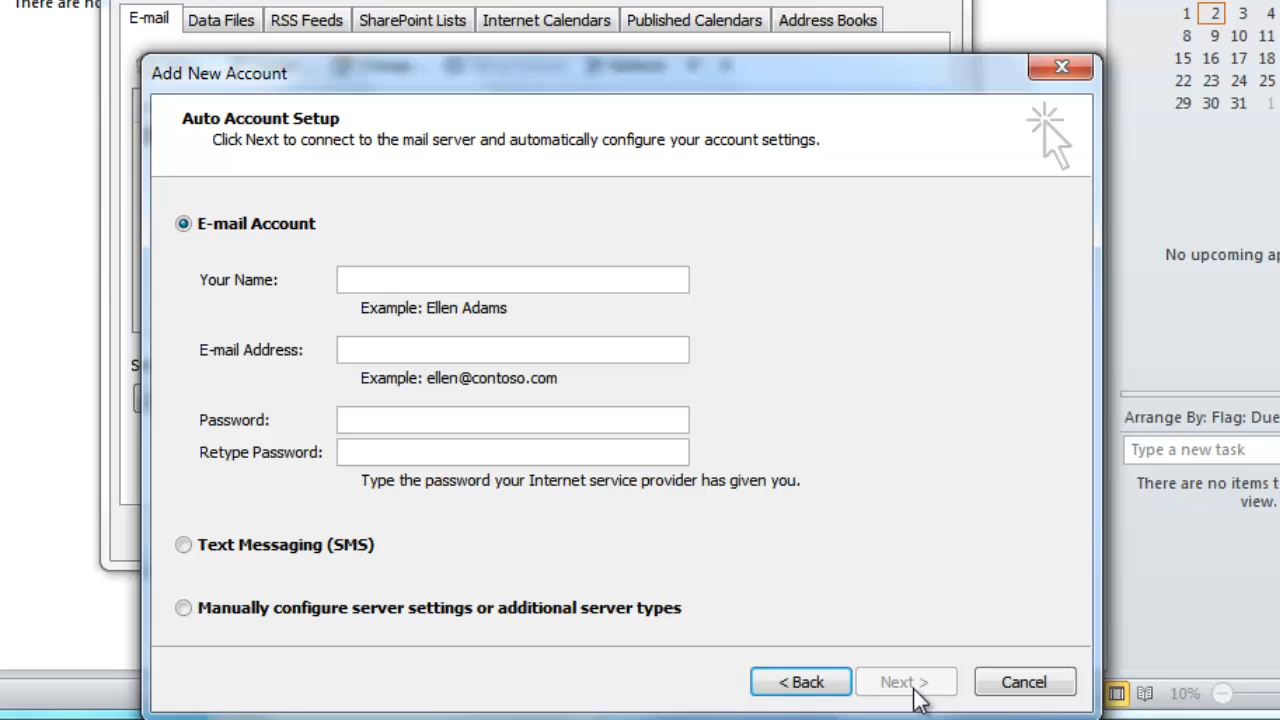 There are no
E-mail Data Files RSS Feeds SharePoint Lists Internet Calendars Published Calendars Address Books
1 2 3 4
8 9 10 11
15 16 17 18
22 23 24 25
29 30 31 1
Add New Account
Auto Account Setup
Click Next to connect to the mail server and automatically configure your account settings.
E-mail Account
Your Name:
Example: Ellen Adams
E-mail Address:
Example: ellen@contoso.com
Password:
Retype Password:
Type the password your Internet service provider has given you.
Text Messaging (SMS)
Manually configure server settings or additional server types
< Back Next > Cancel
No upcoming ap
Arrange By: Flag: Due
Type a new task
There are no items t
view.
10%